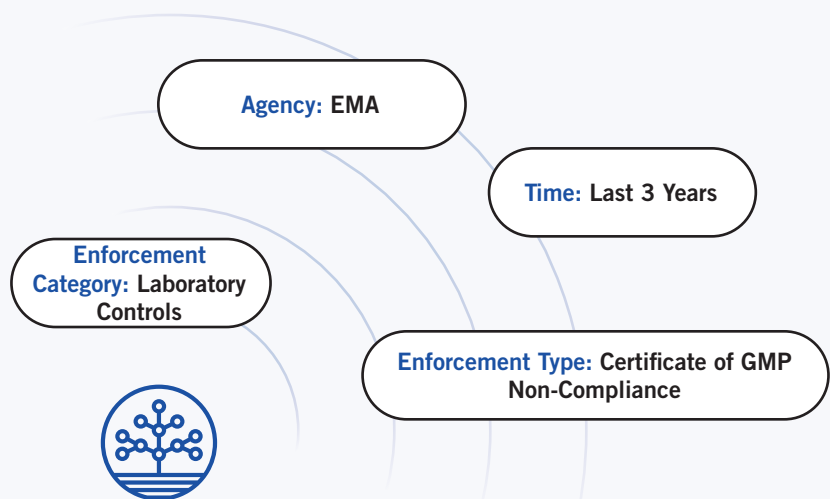 Agency: EMA
Time: Last 3 Years
Enforcement
Category: Laboratory
Controls
Enforcement Type: Certificate of GMP
Non-Compliance